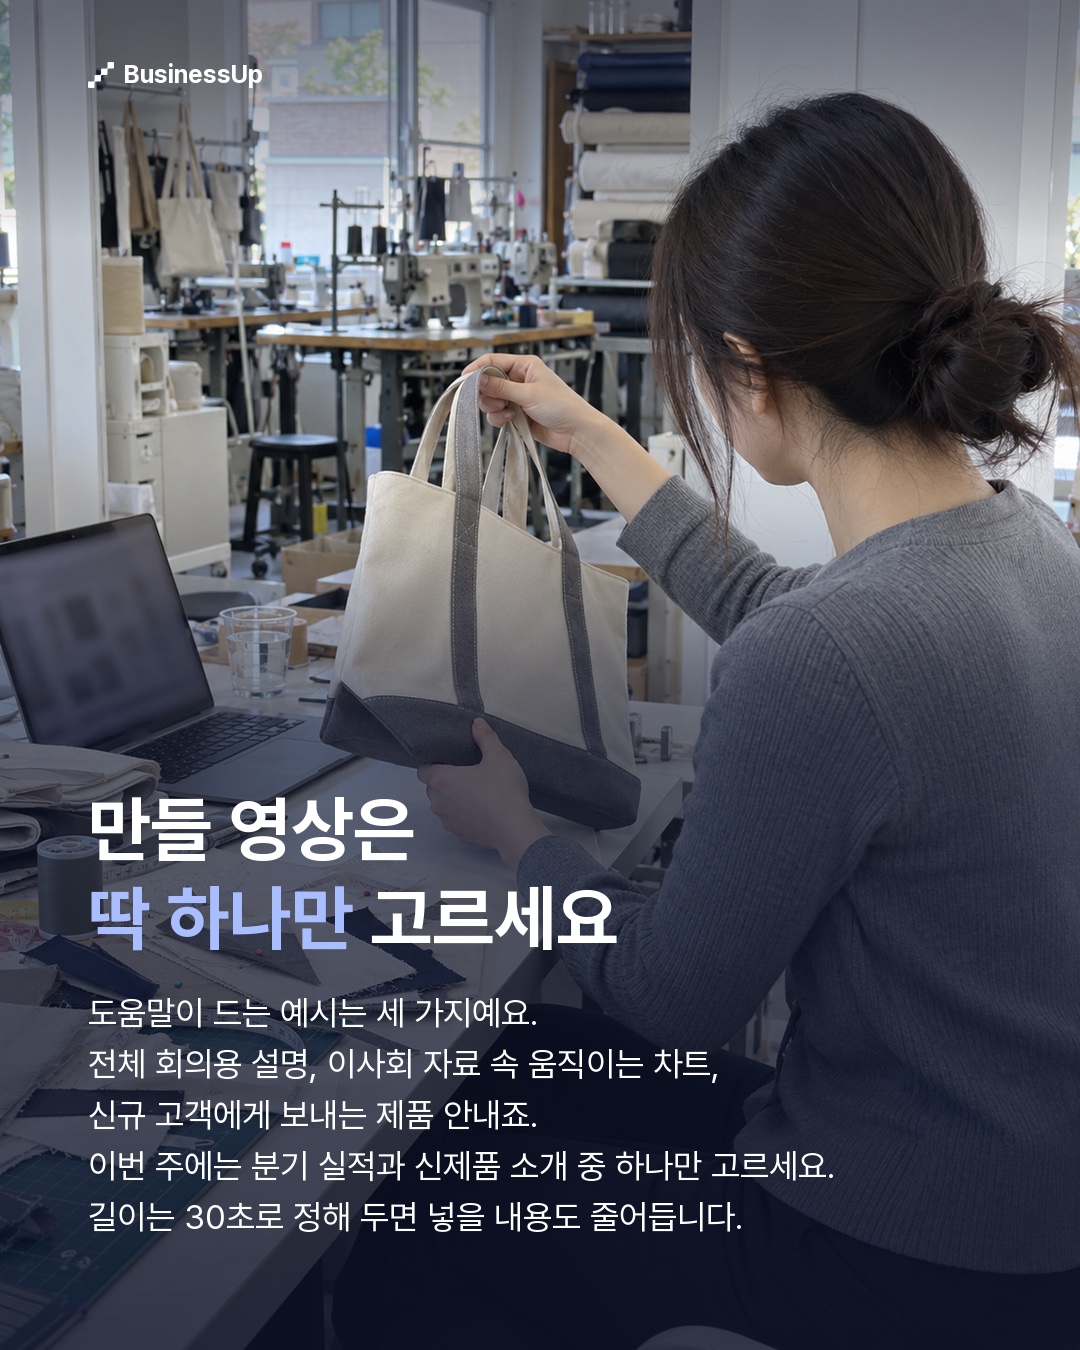 BusinessUp
만들 영상은
딱 하나만 고르세요
도움말이 드는 예시는 세 가지예요.
전체 회의용 설명, 이사회 자료 속 움직이는 차트,
신규 고객에게 보내는 제품 안내죠.
이번 주에는 분기 실적과 신제품 소개 중 하나만 고르세요.
길이는 30초로 정해 두면 넣을 내용도 줄어듭니다.